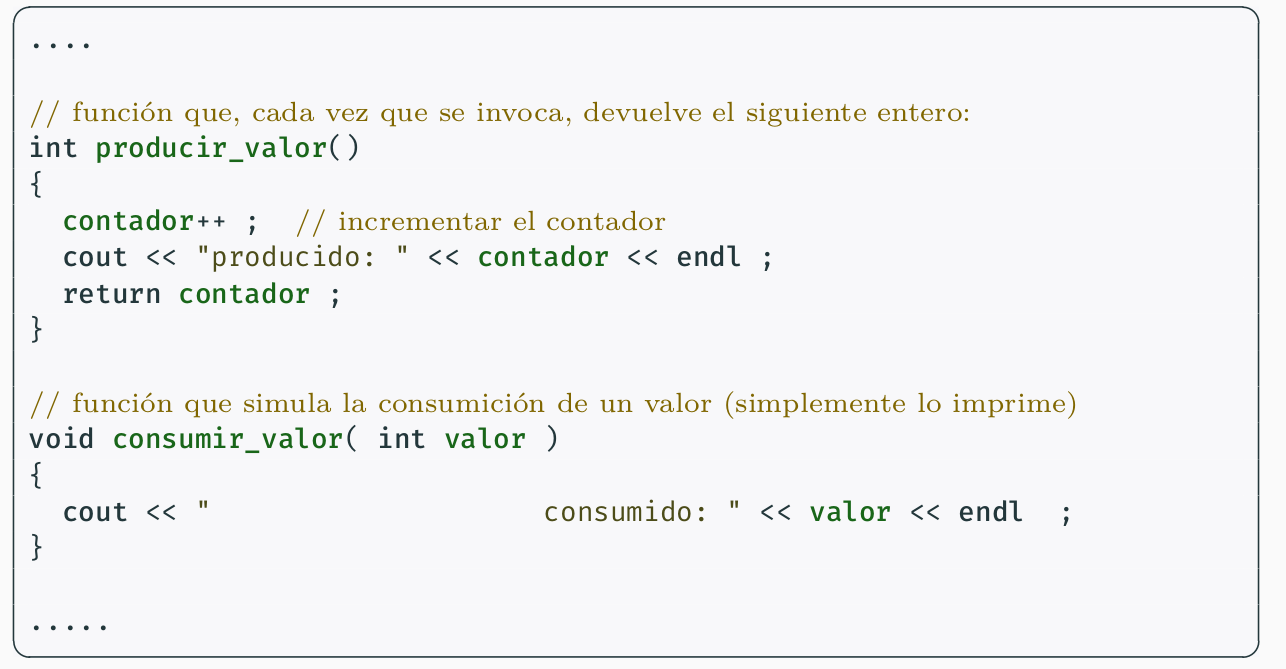 ....
// función que, cada vez que se invoca, devuelve el siguiente entero:
int producir_valor()
{
  contador++ ;  // incrementar el contador
  cout << "producido: " << contador << endl ;
  return contador ;
}
// función que simula la consumición de un valor (simplemente lo imprime)
void consumir_valor( int valor )
{
  cout << "                    consumido: " << valor << endl  ;
}
.....